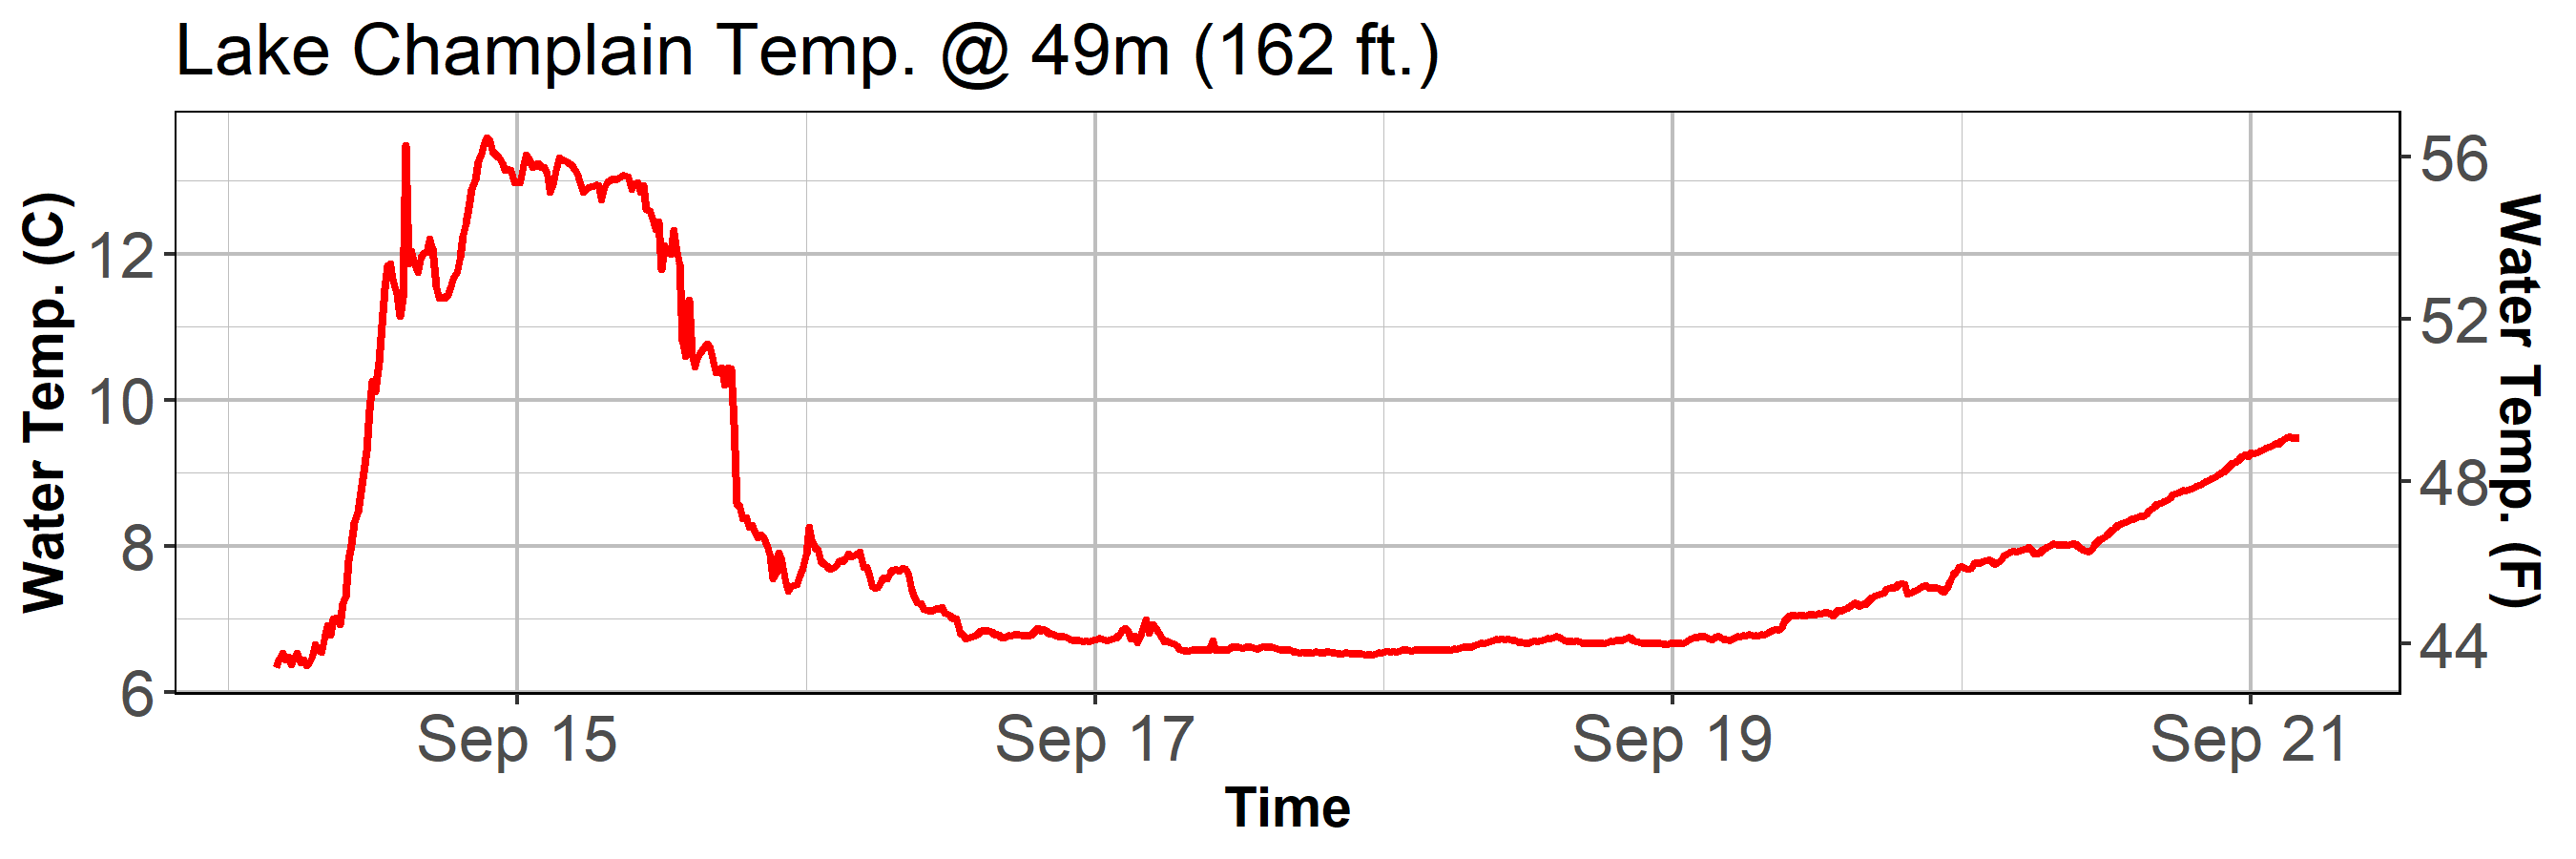 Lake Champlain Temp. @ 49m (162 ft.)
Water Temp. (C)
12
10
8
6
56
52
48
44
Water Temp. (F)
Sep 15
Sep 17
Sep 19
Sep 21
Time